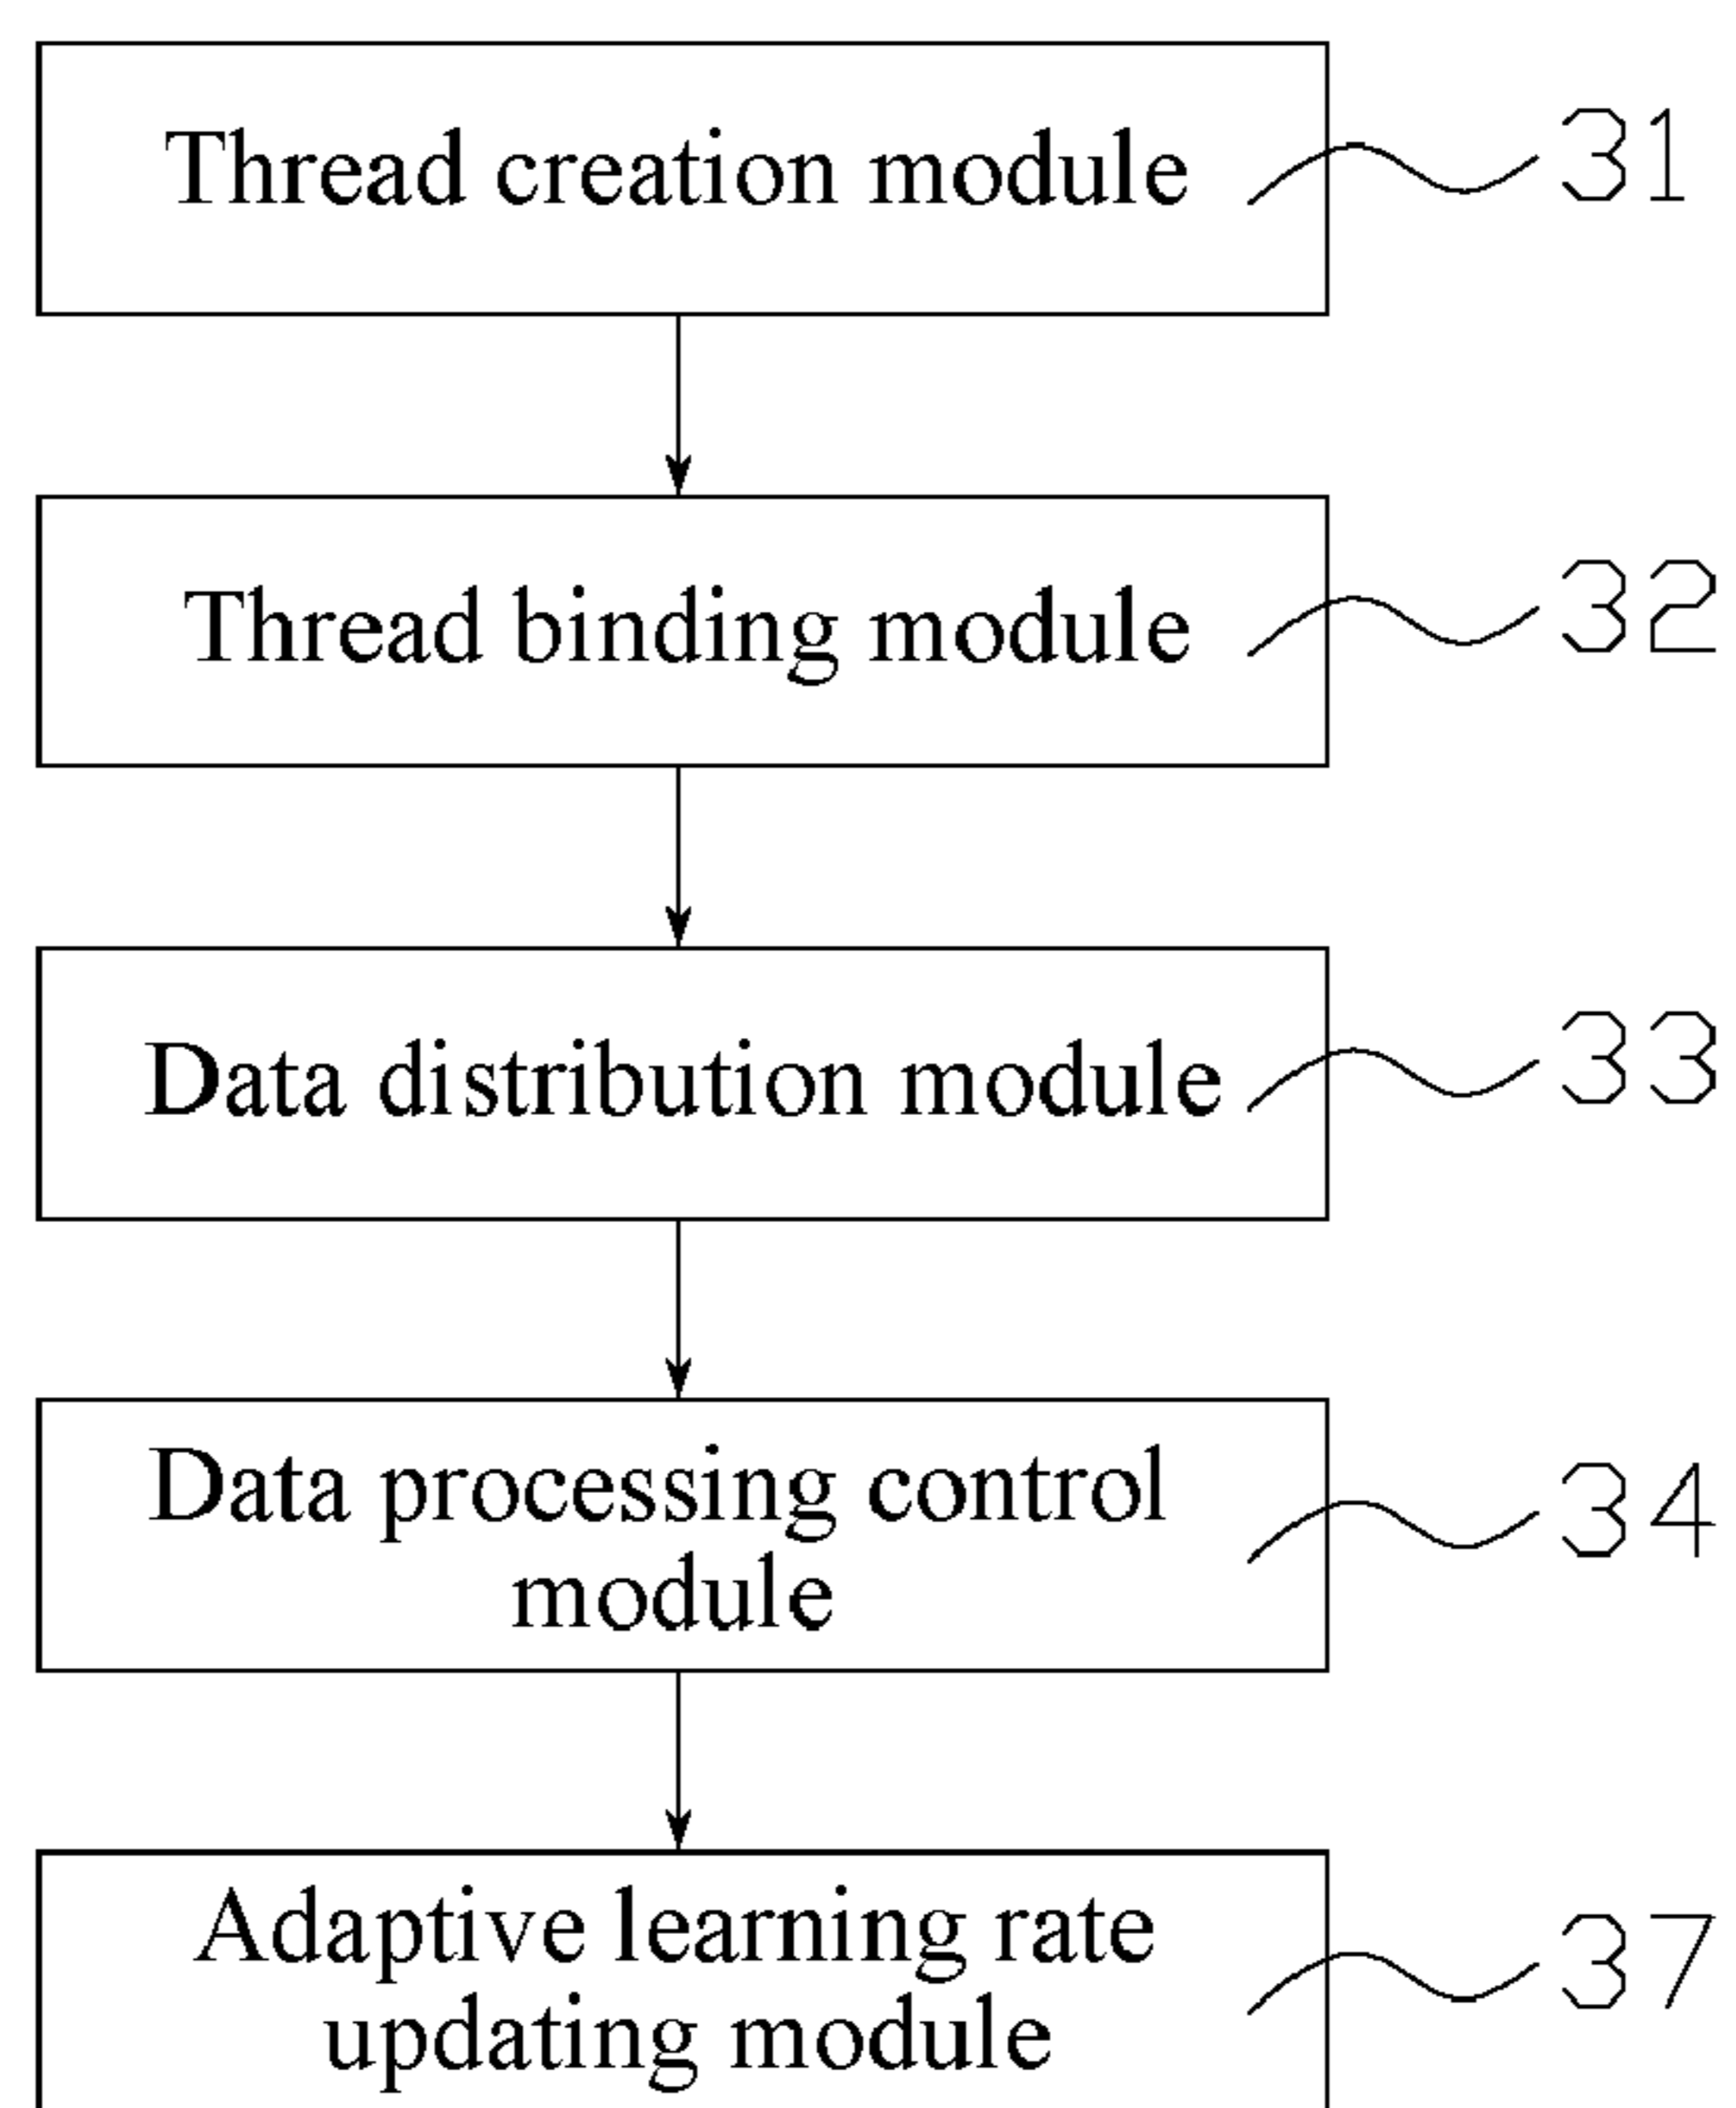 Thread creation module 31
Thread binding module 32
Data distribution module 33
Data processing control
module
34
Adaptive learning rate
updating module
37